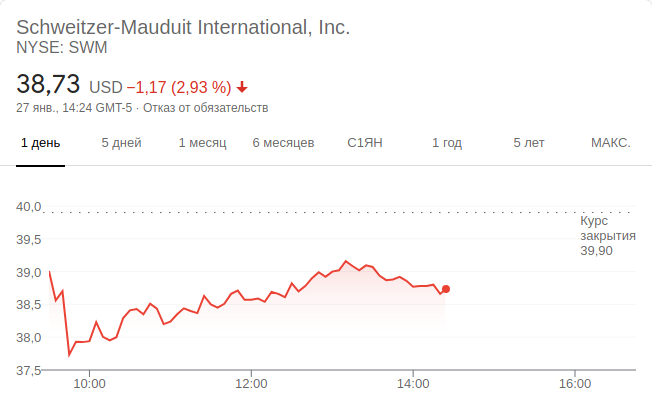 Schweitzer-Mauduit International, Inc.
NYSE: SWM
38,73 USD −1,17 (2,93 %)
27 янв., 14:24 GMT-5 · Отказ от обязательств
1 день 5 дней 1 месяц 6 месяцев С1ЯН 1 год 5 лет МАКС.
40,0
Курс
39,5 закрытия
39,90
39,0
38,5
38,0
37,5
10:00 12:00 14:00 16:00